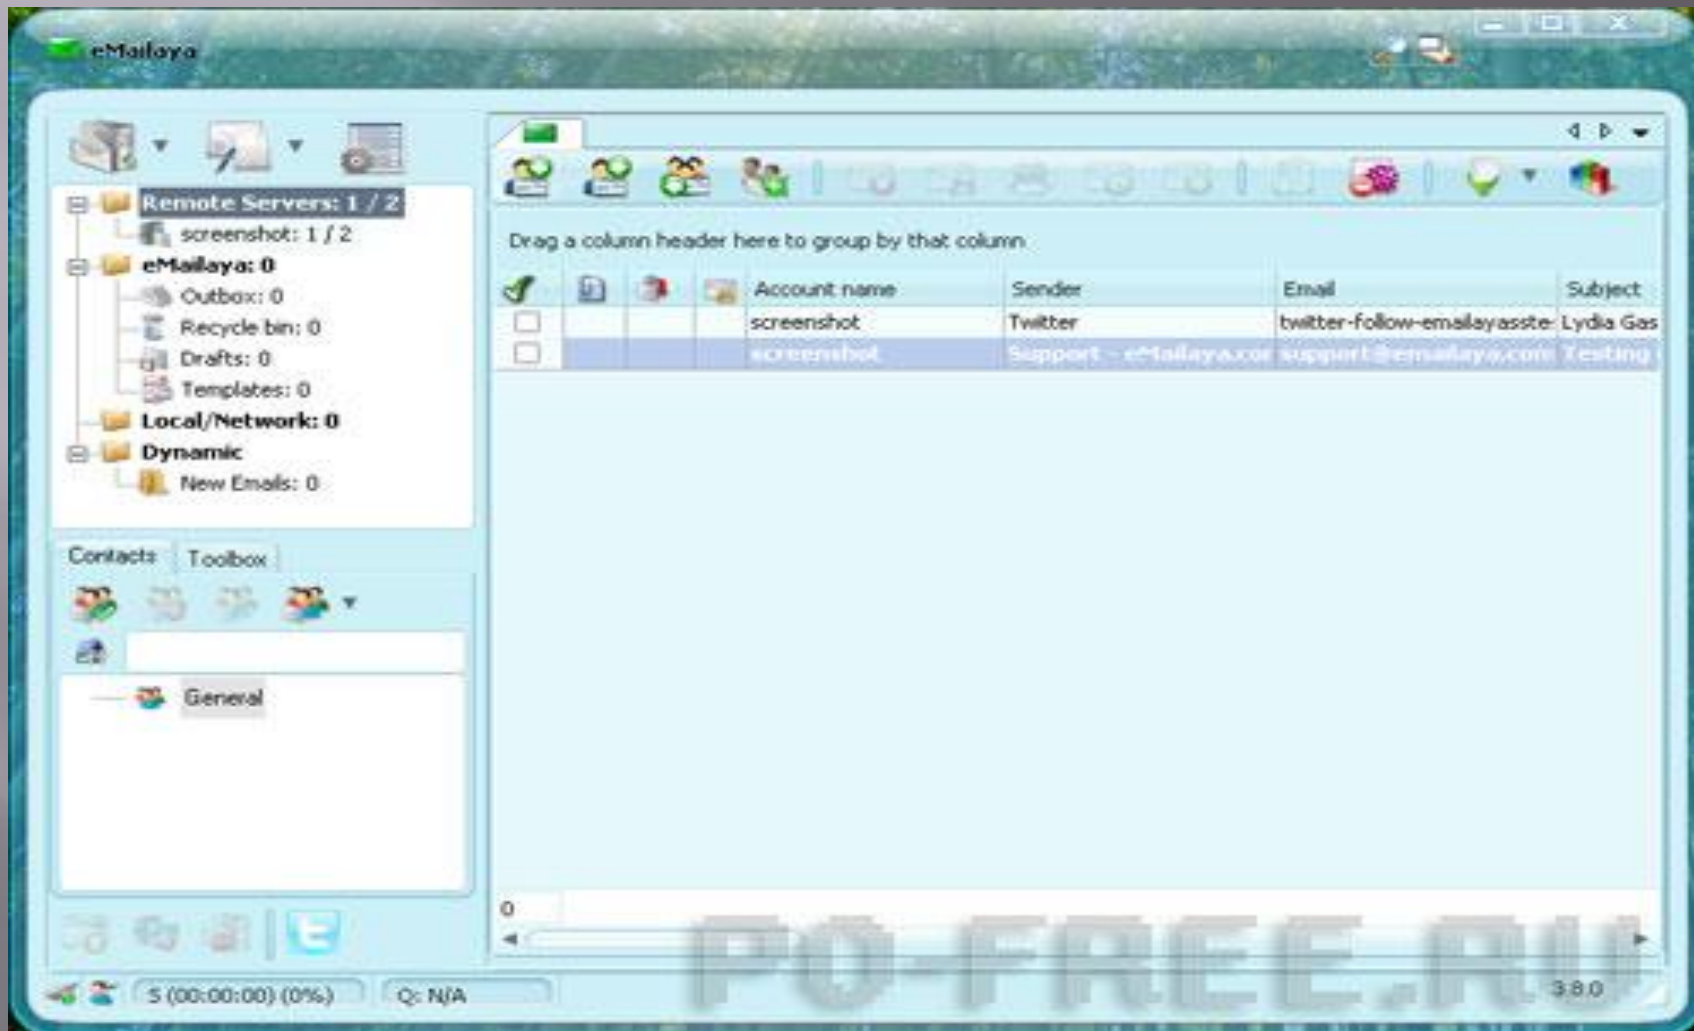 eMailaya
Remote Servers: 1 / 2
screenshot: 1 / 2
eMailaya: 0
Outbox: 0
Recycle bin: 0
Drafts: 0
Templates: 0
Local/Network: 0
Dynamic
New Emails: 0
Contacts Toolbox
General
S (00:00:00) (0%) Q: N/A
Drag a column header here to group by that column
Account name Sender Email Subject
screenshot Twitter twitter-follow-emailayasste Lydia Gas
screenshot Support - eMailaya.cor support@emailaya.com Testing
0
PO-FREE.RU
3.8.0